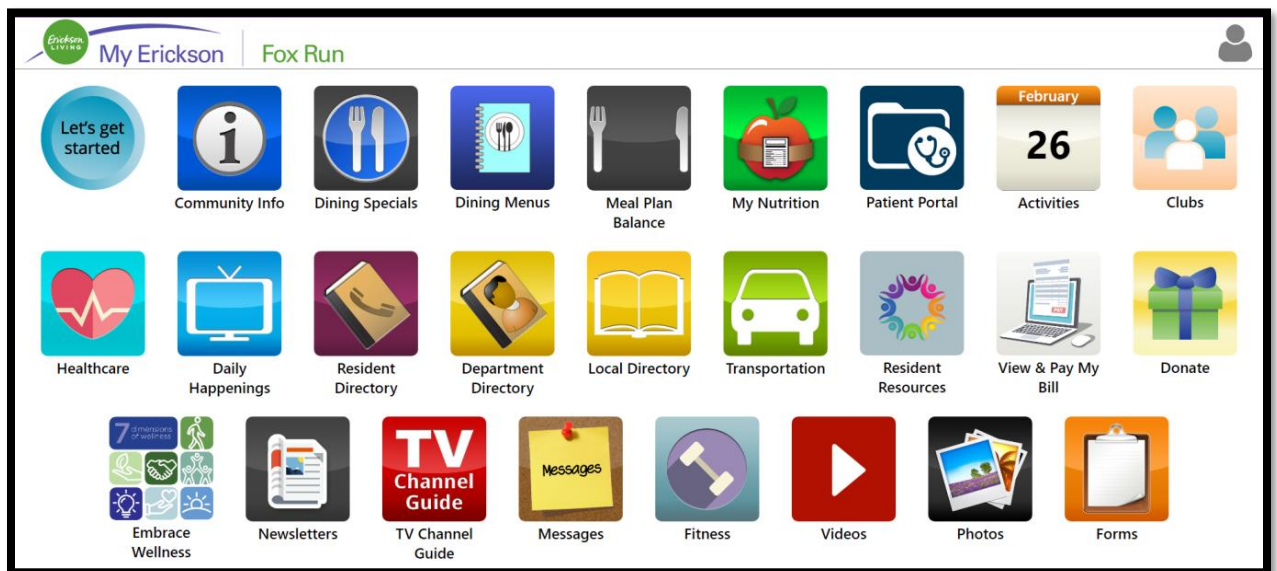 Erickson
LIVING
My Erickson
Fox Run
Let's get
started
February
26
Community Info
Dining Specials
Dining Menus
Meal Plan
Balance
My Nutrition
Patient Portal
Activities
Clubs
Healthcare
Daily
Happenings
Resident
Directory
Department
Directory
Local Directory
Transportation
Resident
Resources
View & Pay My
Bill
Donate
7 dimensions
of wellness
Embrace
Wellness
Newsletters
TV
Channel
Guide
TV Channel
Guide
Messages
Messages
Fitness
Videos
Photos
Forms